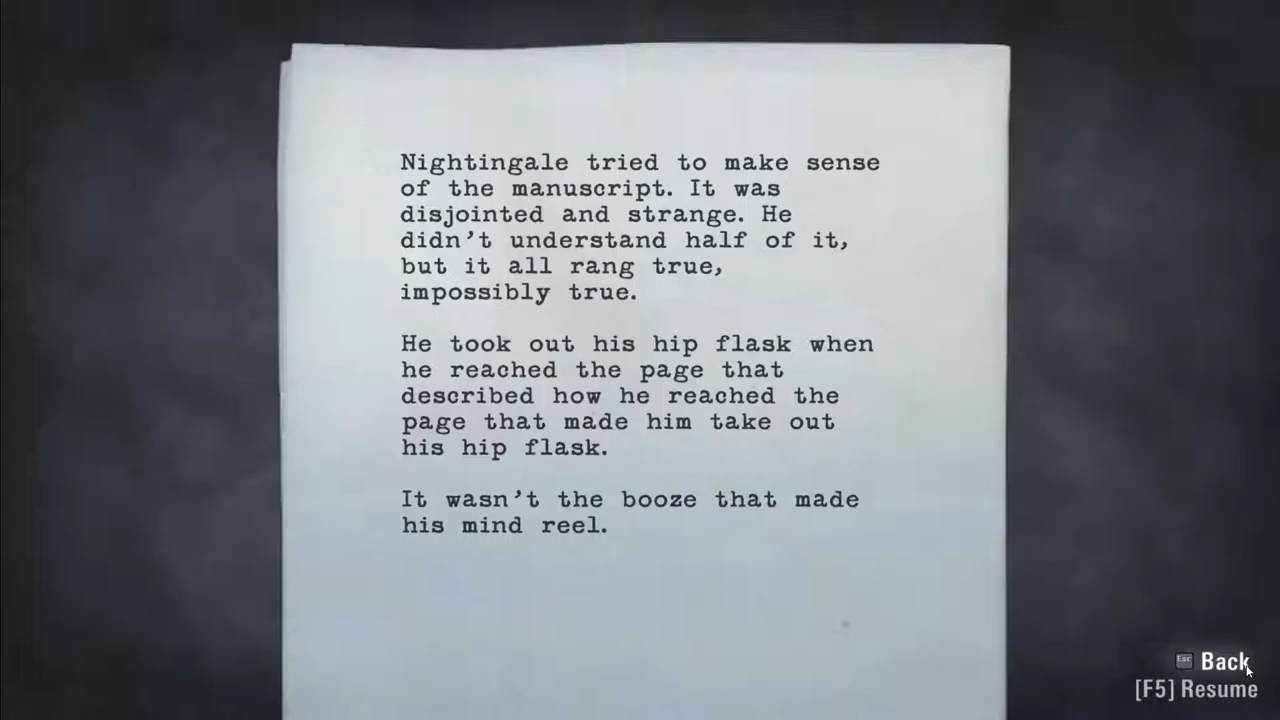 Nightingale tried to make sense
of the manuscript. It was
disjointed and strange. He
didn't understand half of it,
but it all rang true,
impossibly true.
He took out his hip flask when
he reached the page that
described how he reached the
page that made him take out
his hip flask.
It wasn't the booze that made
his mind reel.
Esc Back
[F5] Resume